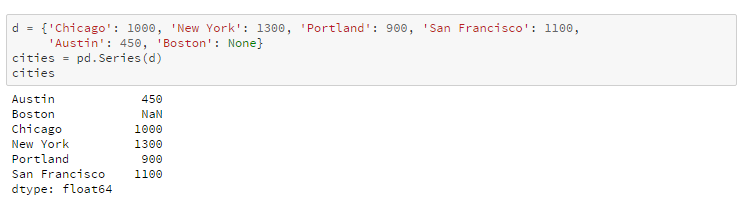 d = {'Chicago': 1000, 'New York': 1300, 'Portland': 900, 'San Francisco': 1100,
     'Austin': 450, 'Boston': None}
cities = pd.Series(d)
cities
Austin            450
Boston            NaN
Chicago          1000
New York         1300
Portland          900
San Francisco    1100
dtype: float64